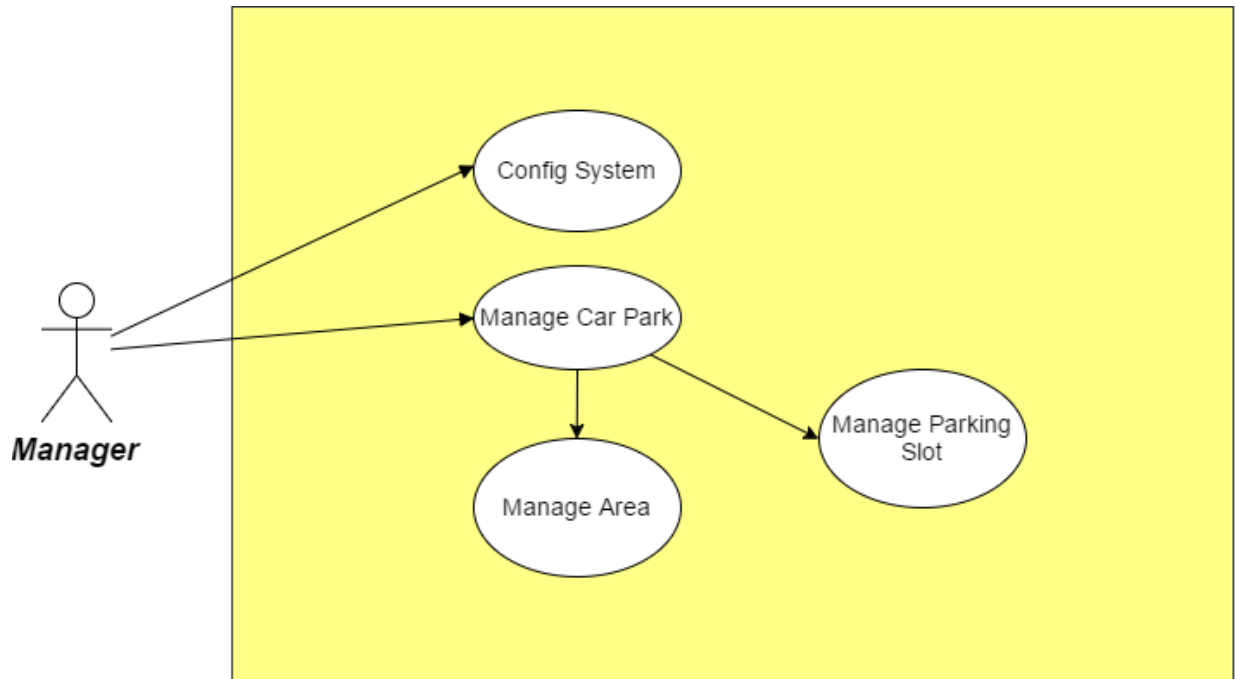 Config System
Manage Car Park
Manage Parking
Slot
Manager
Manage Area